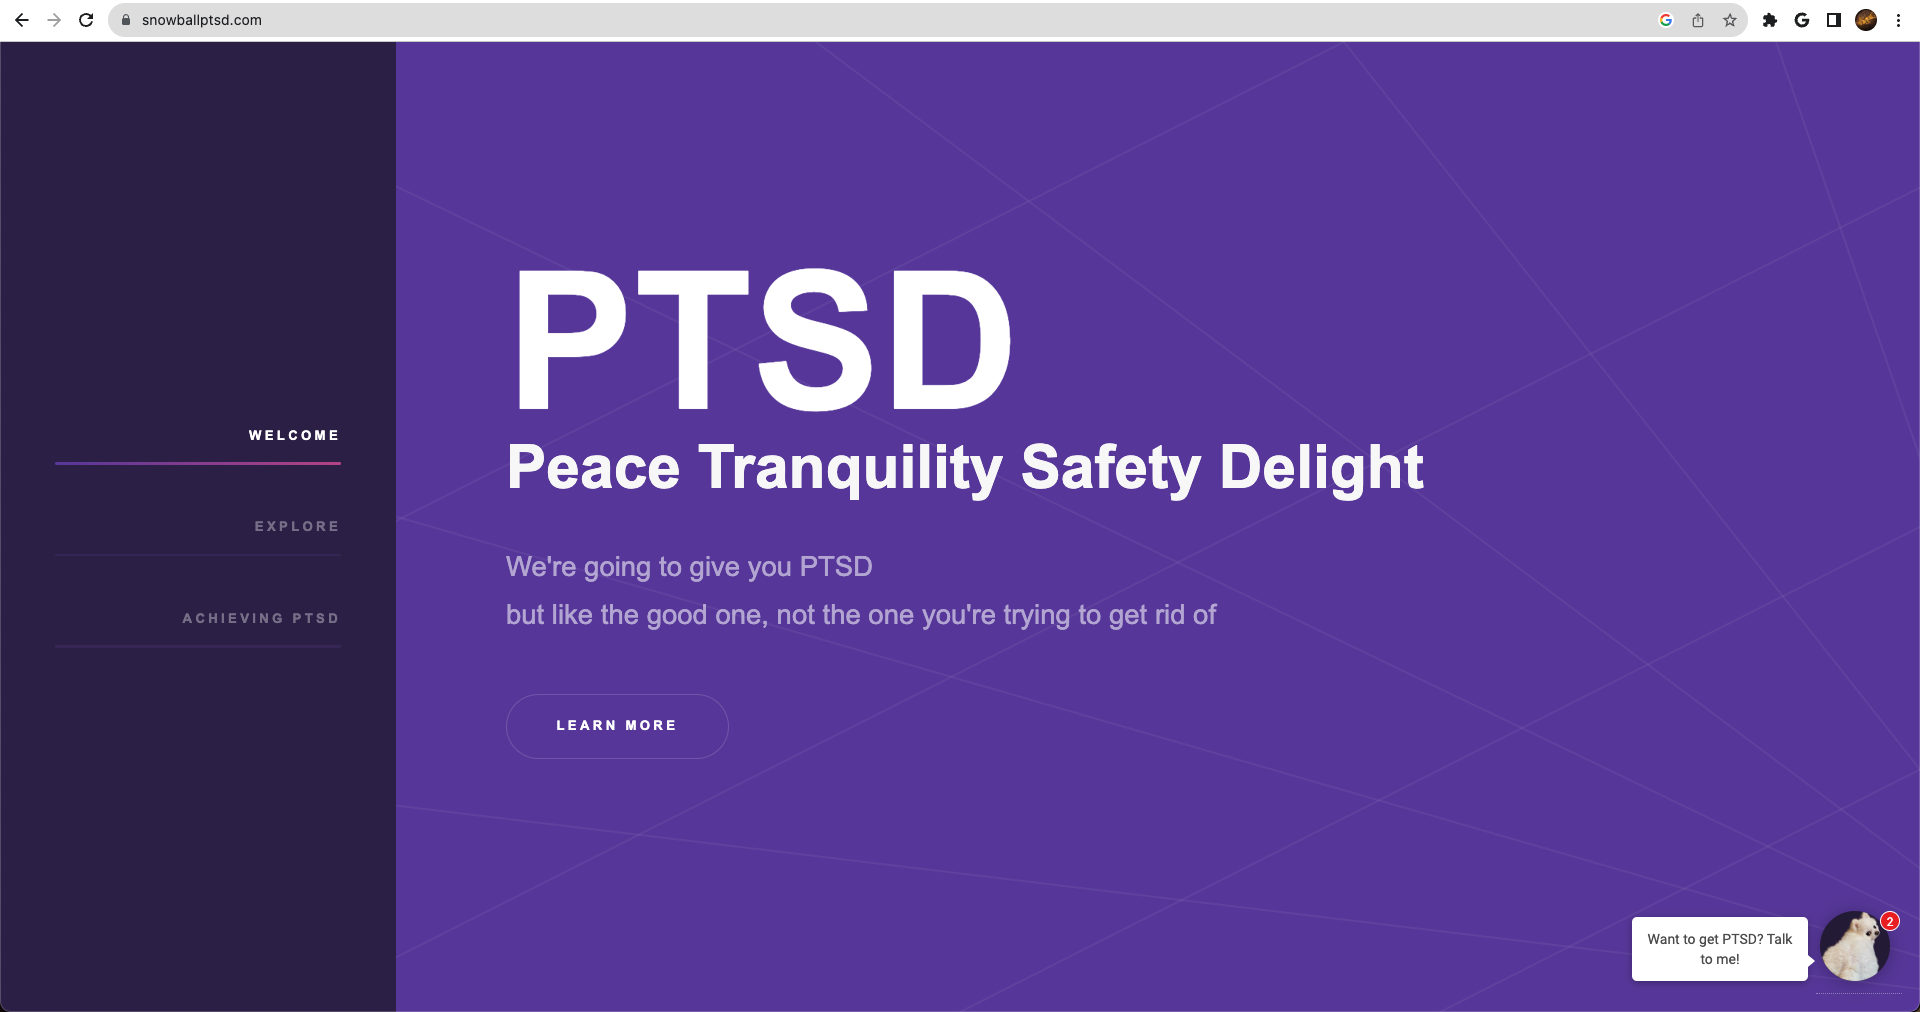 snowballptsd.com
WELCOME
EXPLORE
ACHIEVING PTSD
PTSD
Peace Tranquility Safety Delight
We're going to give you PTSD
but like the good one, not the one you're trying to get rid of
LEARN MORE
Want to get PTSD? Talk
to me!
2